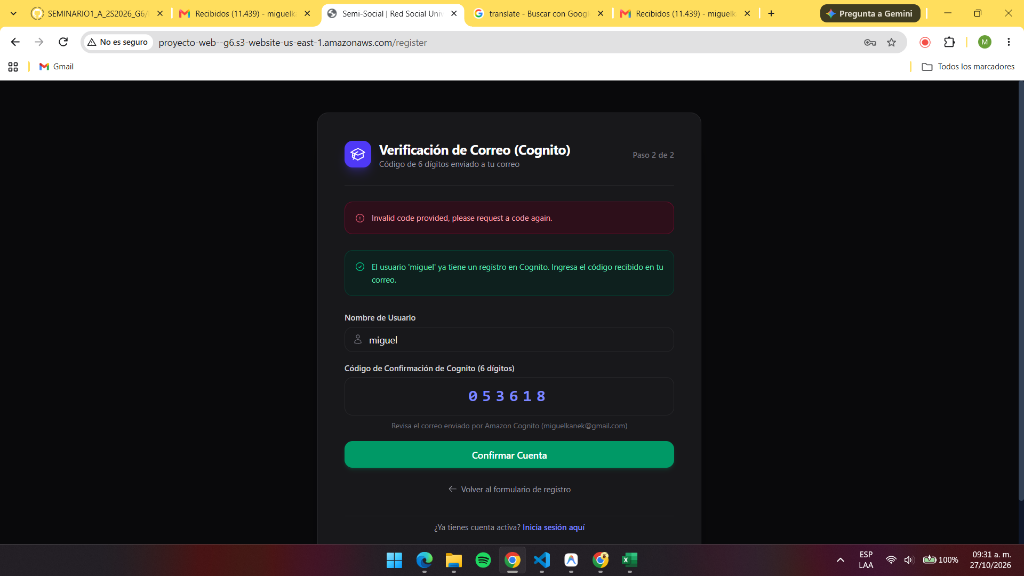 SEMINARIO1_A_2S2026_G6/
Recibidos (11.439) - miguelk
Semi-Social | Red Social Univ
translate - Buscar con Googl
Recibidos (11.439) - miguelk
Pregunta a Gemini
No es seguro
proyecto-web--g6.s3-website-us-east-1.amazonaws.com/register
M
Gmail
Todos los marcadores
Verificación de Correo (Cognito)
Código de 6 dígitos enviado a tu correo
Paso 2 de 2
Invalid code provided, please request a code again.
El usuario 'miguel' ya tiene un registro en Cognito. Ingresa el código recibido en tu
correo.
Nombre de Usuario
miguel
Código de Confirmación de Cognito (6 dígitos)
053618
Revisa el correo enviado por Amazon Cognito (miguelkanek@gmail.com)
Confirmar Cuenta
← Volver al formulario de registro
¿Ya tienes cuenta activa? Inicia sesión aquí
ESP
LAA
100%
09:31 a. m.
27/10/2026